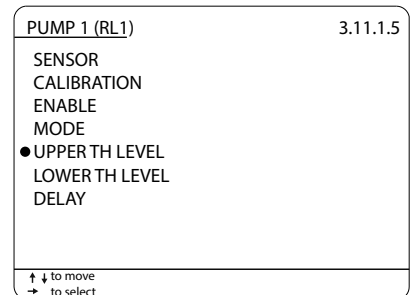 PUMP 1 (RL1) 3.11.1.5
SENSOR
CALIBRATION
ENABLE
MODE
● UPPER TH LEVEL
LOWER TH LEVEL
DELAY
↑ ↓ to move
→ to select